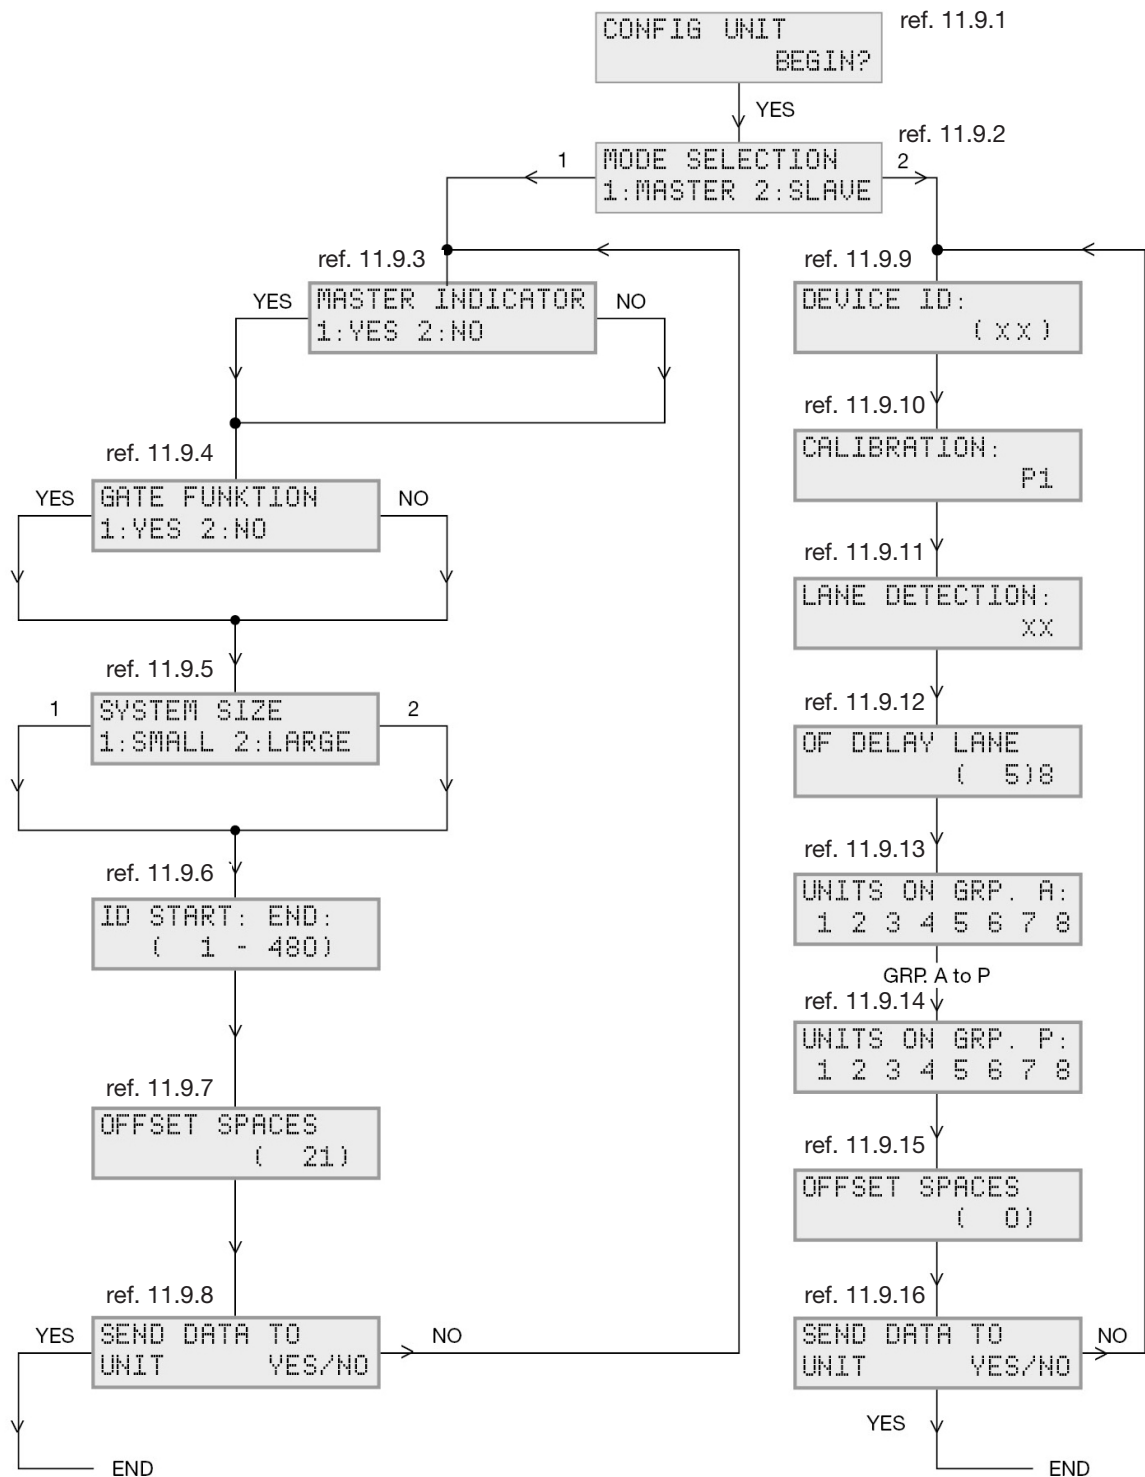 CONFIG UNIT
BEGIN?
ref. 11.9.1
YES
ref. 11.9.2
1
MODE SELECTION
1:MASTER 2:SLAVE
2
ref. 11.9.3
YES
MASTER INDICATOR
1:YES 2:NO
NO
ref. 11.9.4
YES
GATE FUNKTION
1:YES 2:NO
NO
ref. 11.9.5
1
SYSTEM SIZE
1:SMALL 2:LARGE
2
ref. 11.9.6
ID START: END:
( 1 - 480)
ref. 11.9.7
OFFSET SPACES
( 21)
ref. 11.9.8
YES
SEND DATA TO
UNIT YES/NO
NO
END
ref. 11.9.9
DEVICE ID:
(xx)
ref. 11.9.10
CALIBRATION:
P1
ref. 11.9.11
LANE DETECTION:
XX
ref. 11.9.12
OF DELAY LANE
( 5)8
ref. 11.9.13
UNITS ON GRP. A:
1 2 3 4 5 6 7 8
GRP. A to P
ref. 11.9.14
UNITS ON GRP. P:
1 2 3 4 5 6 7 8
ref. 11.9.15
OFFSET SPACES
( 0)
ref. 11.9.16
SEND DATA TO
UNIT YES/NO
NO
YES
END